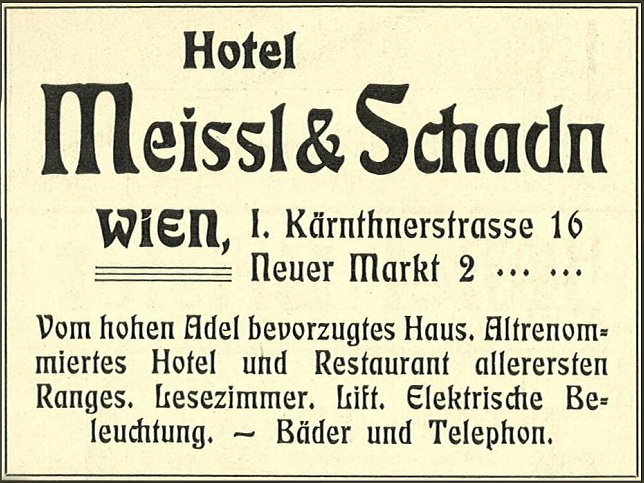 Hotel
Meissl & Schadn
WIEN, I. Kärnthnerstrasse 16
Neuer Markt 2 ... ...
Vom hohen Adel bevorzugtes Haus. Altrenom-
miertes Hotel und Restaurant allerersten
Ranges. Lesezimmer. Lift. Elektrische Be-
leuchtung. — Bäder und Telephon.